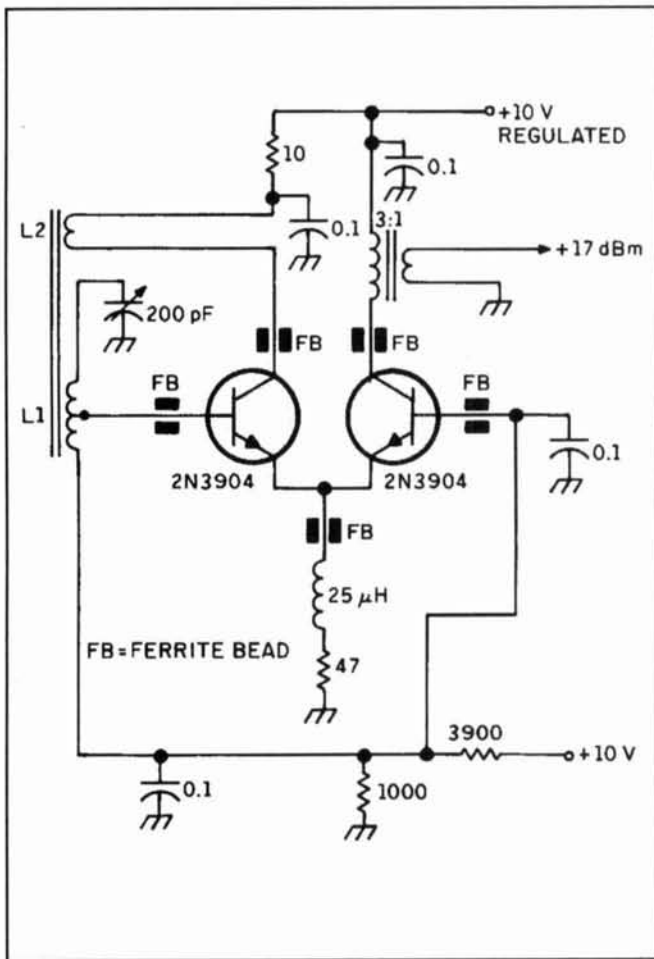 +10 V
REGULATED
10
0.1
3:1
L2
0.1
+17 dBm
200 pF
FB
FB
FB
FB
L1
0.1
2N3904
2N3904
FB
25 μH
FB = FERRITE BEAD
47
3900
+10 V
0.1
1000